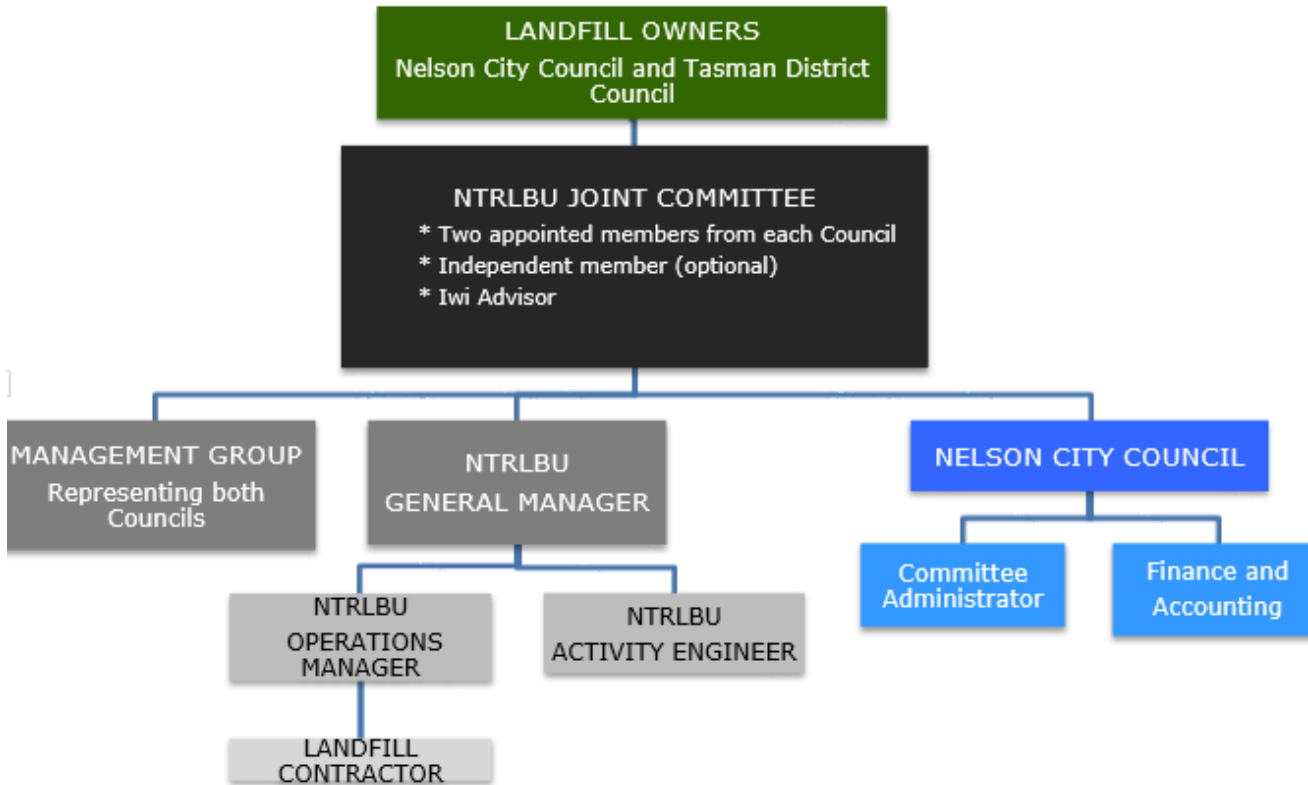 LANDFILL OWNERS
Nelson City Council and Tasman District
Council
NTRLBU JOINT COMMITTEE
* Two appointed members from each Council
* Independent member (optional)
* Iwi Advisor
MANAGEMENT GROUP
Representing both
Councils
NTRLBU
GENERAL MANAGER
NELSON CITY COUNCIL
Committee
Administrator
Finance and
Accounting
NTRLBU
OPERATIONS
MANAGER
NTRLBU
ACTIVITY ENGINEER
LANDFILL
CONTRACTOR